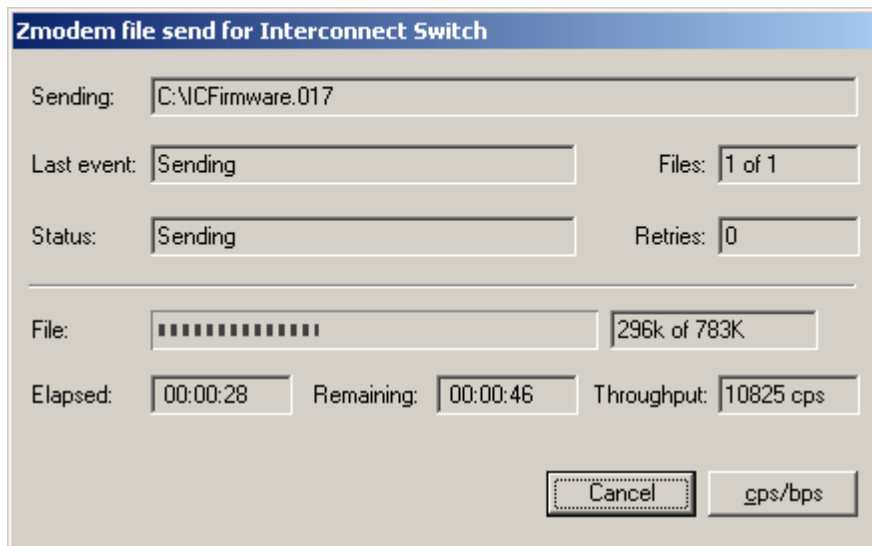 Zmodem file send for Interconnect Switch
Sending: C:\ICFirmware.017
Last event: Sending Files: 1 of 1
Status: Sending Retries: 0
File: 296k of 783K
Elapsed: 00:00:28 Remaining: 00:00:46 Throughput: 10825 cps
Cancel cps/bps